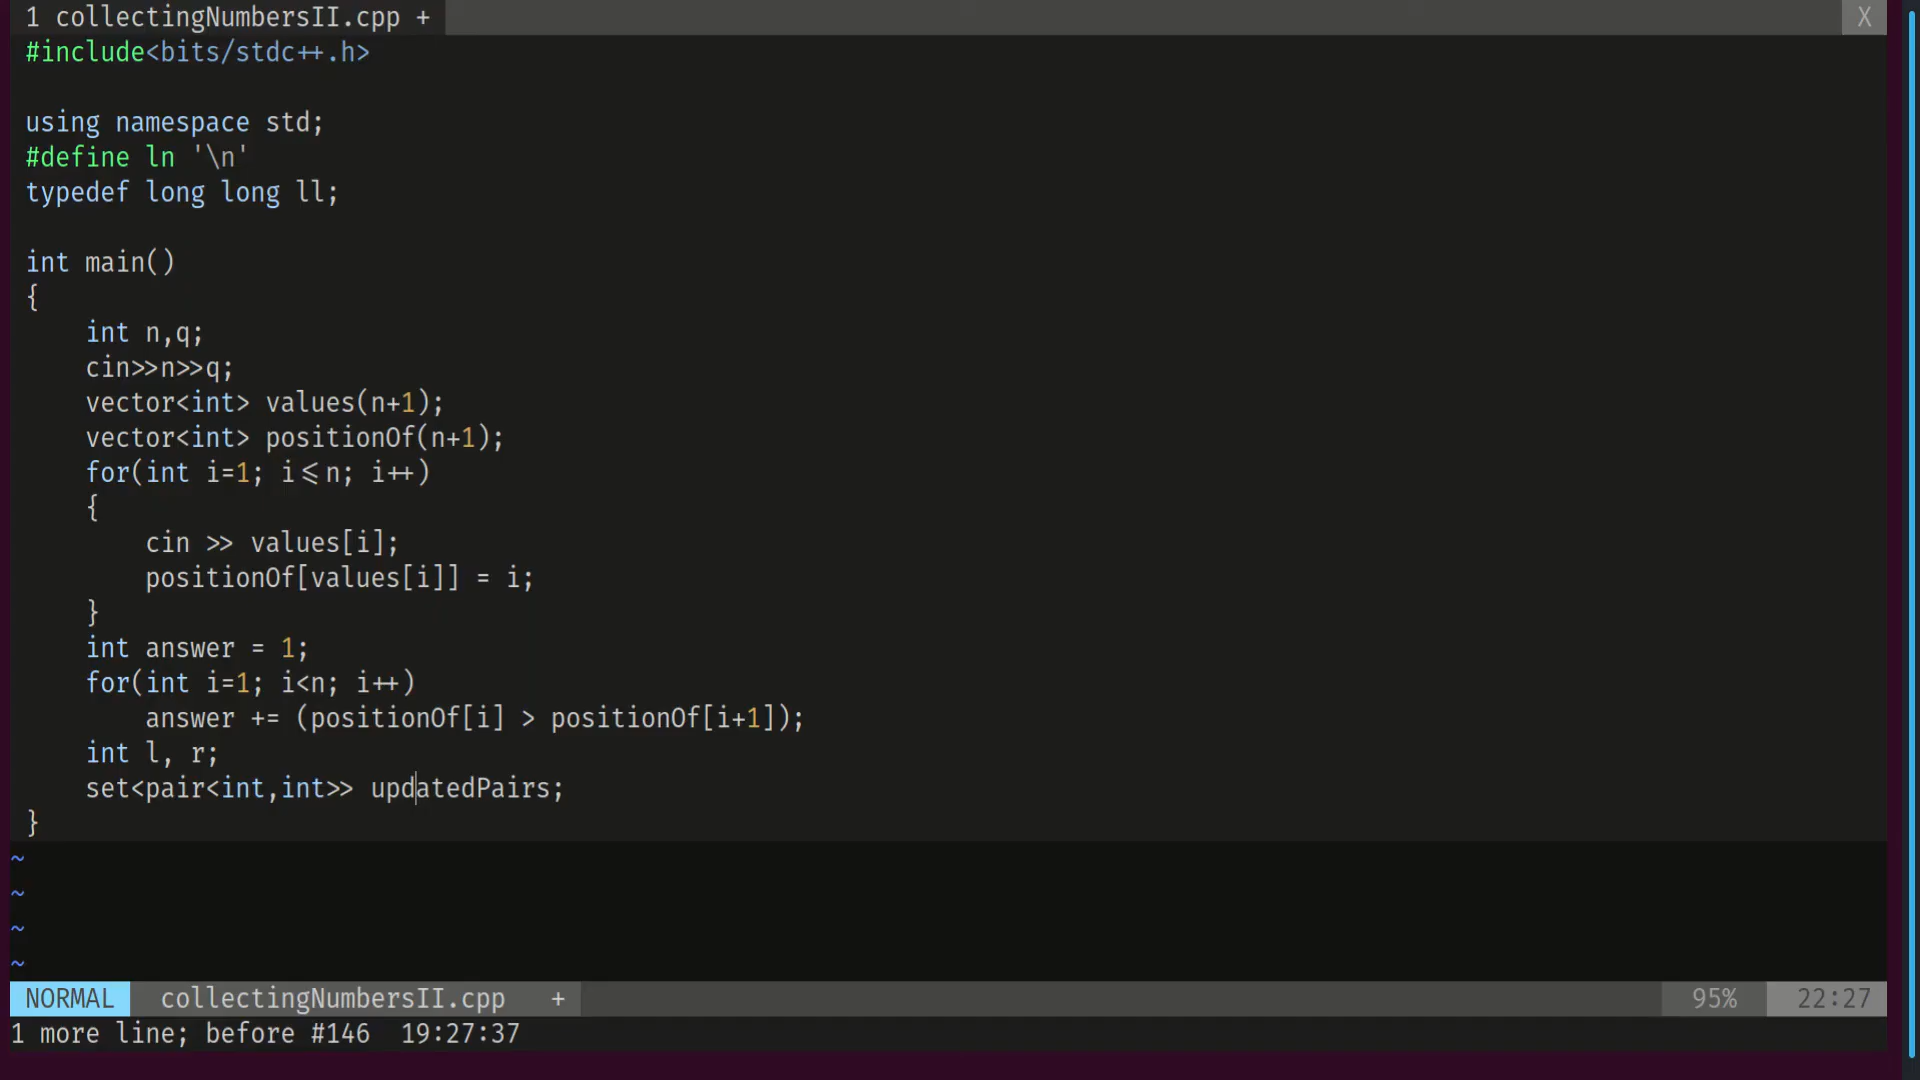 1 collectingNumbersII.cpp + X
#include<bits/stdc++.h>
using namespace std;
#define ln '\n'
typedef long long ll;
int main()
{
    int n,q;
    cin>>n>>q;
    vector<int> values(n+1);
    vector<int> positionOf(n+1);
    for(int i=1; i<=n; i++)
    {
        cin >> values[i];
        positionOf[values[i]] = i;
    }
    int answer = 1;
    for(int i=1; i<n; i++)
        answer += (positionOf[i] > positionOf[i+1]);
    int l, r;
    set<pair<int,int>> updatedPairs;
}
~
~
~
~
NORMAL collectingNumbersII.cpp + 95% 22:27
1 more line; before #146 19:27:37